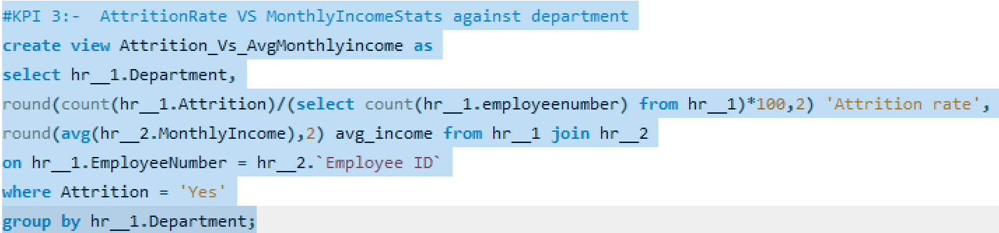 #KPI 3:-  AttritionRate VS MonthlyIncomeStats against department
create view Attrition_Vs_AvgMonthlyincome as
select hr__1.Department,
round(count(hr__1.Attrition)/(select count(hr__1.employeenumber) from hr__1)*100,2) 'Attrition rate',
round(avg(hr__2.MonthlyIncome),2) avg_income from hr__1 join hr__2
on hr__1.EmployeeNumber = hr__2.`Employee ID`
where Attrition = 'Yes'
group by hr__1.Department;